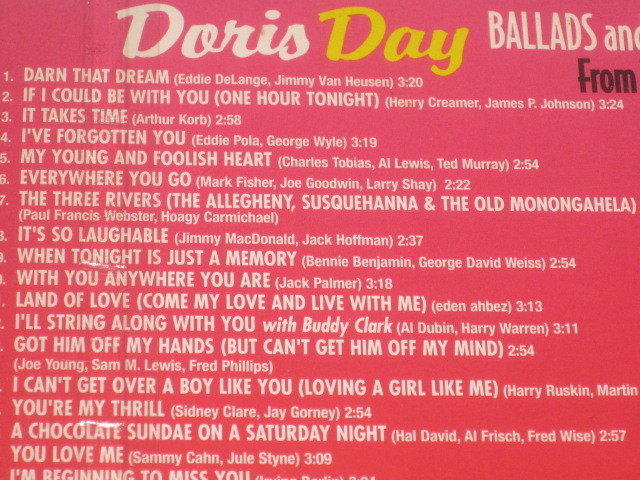 Doris Day BALLADS and
From
1. DARN THAT DREAM (Eddie DeLange, Jimmy Van Heusen) 3:20
2. IF I COULD BE WITH YOU (ONE HOUR TONIGHT) (Henry Creamer, James P. Johnson) 3:24
3. IT TAKES TIME (Arthur Korb) 2:58
4. I'VE FORGOTTEN YOU (Eddie Pola, George Wyle) 3:19
5. MY YOUNG AND FOOLISH HEART (Charles Tobias, Al Lewis, Ted Murray) 2:54
6. EVERYWHERE YOU GO (Mark Fisher, Joe Goodwin, Larry Shay) 2:22
7. THE THREE RIVERS (THE ALLEGHENY, SUSQUEHANNA & THE OLD MONONGAHELA)
(Paul Francis Webster, Hoagy Carmichael)
8. IT'S SO LAUGHABLE (Jimmy MacDonald, Jack Hoffman) 2:37
9. WHEN TONIGHT IS JUST A MEMORY (Bennie Benjamin, George David Weiss) 2:54
0. WITH YOU ANYWHERE YOU ARE (Jack Palmer) 3:18
. LAND OF LOVE (COME MY LOVE AND LIVE WITH ME) (eden ahbez) 3:13
. I'LL STRING ALONG WITH YOU with Buddy Clark (Al Dubin, Harry Warren) 3:11
. GOT HIM OFF MY HANDS (BUT CAN'T GET HIM OFF MY MIND) 2:54
(Joe Young, Sam M. Lewis, Fred Phillips)
. I CAN'T GET OVER A BOY LIKE YOU (LOVING A GIRL LIKE ME) (Harry Ruskin, Martin
. YOU'RE MY THRILL (Sidney Clare, Jay Gorney) 2:54
A CHOCOLATE SUNDAE ON A SATURDAY NIGHT (Hal David, Al Frisch, Fred Wise) 2:57
YOU LOVE ME (Sammy Cahn, Jule Styne) 3:09
I'M BEGINNING TO MISS YOU (Irving Berlin)